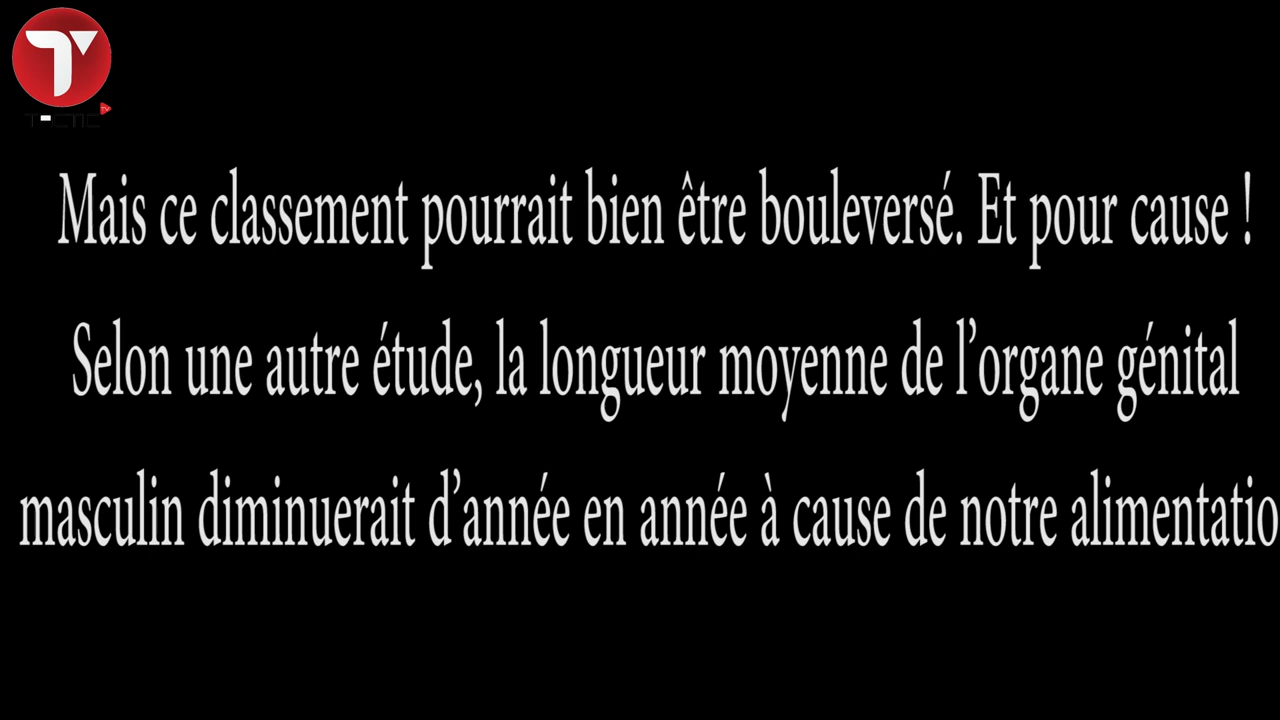 Mais ce classement pourrait bien être bouleversé. Et pour cause !
Selon une autre étude, la longueur moyenne de l’organe génital
masculin diminuerait d’année en année à cause de notre alimentatio